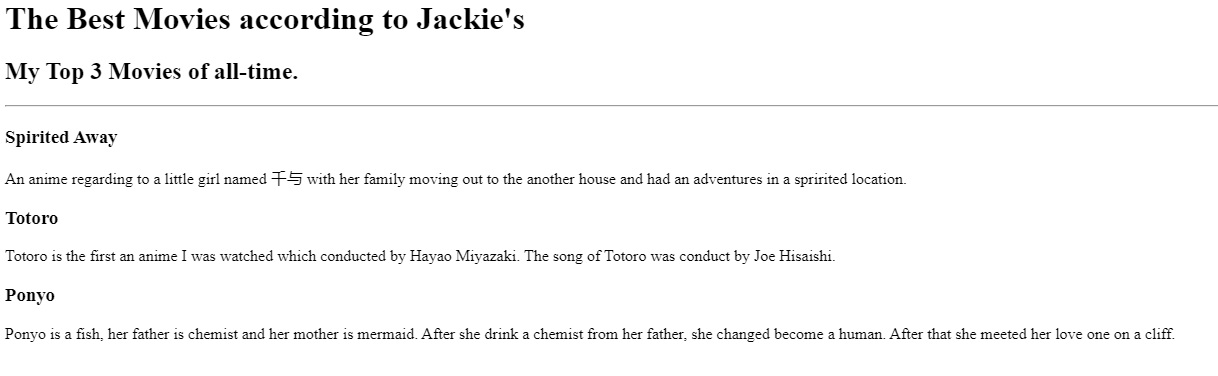 The Best Movies according to Jackie's
My Top 3 Movies of all-time.
Spirited Away
An anime regarding to a little girl named 千与 with her family moving out to the another house and had an adventures in a spririted location.
Totoro
Totoro is the first an anime I was watched which conducted by Hayao Miyazaki. The song of Totoro was conduct by Joe Hisaishi.
Ponyo
Ponyo is a fish, her father is chemist and her mother is mermaid. After she drink a chemist from her father, she changed become a human. After that she meeted her love one on a cliff.